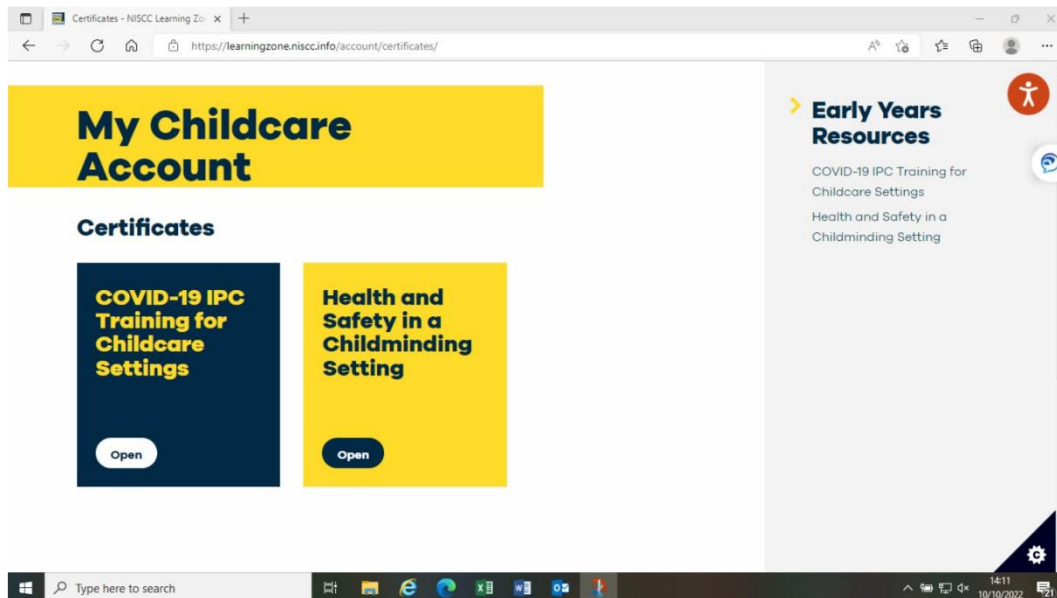 Certificates - NISCC Learning Zo
https://learningzone.niscc.info/account/certificates/
My Childcare
Account
Certificates
COVID-19 IPC
Training for
Childcare
Settings
Open
Health and
Safety in a
Childminding
Setting
Open
Early Years
Resources
COVID-19 IPC Training for
Childcare Settings
Health and Safety in a
Childminding Setting
Type here to search
14:11
10/10/2022
21